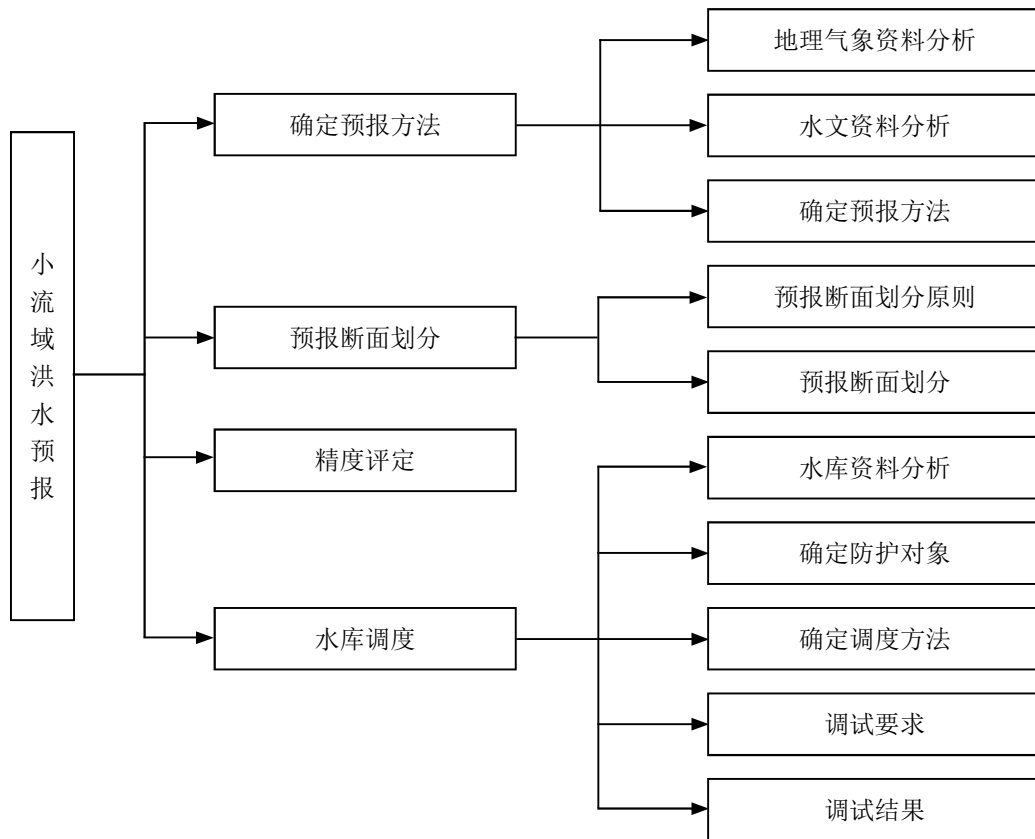 小流域洪水预报
确定预报方法
地理气象资料分析
水文资料分析
确定预报方法
预报断面划分
预报断面划分原则
预报断面划分
精度评定
水库调度
水库资料分析
确定防护对象
确定调度方法
调试要求
调试结果